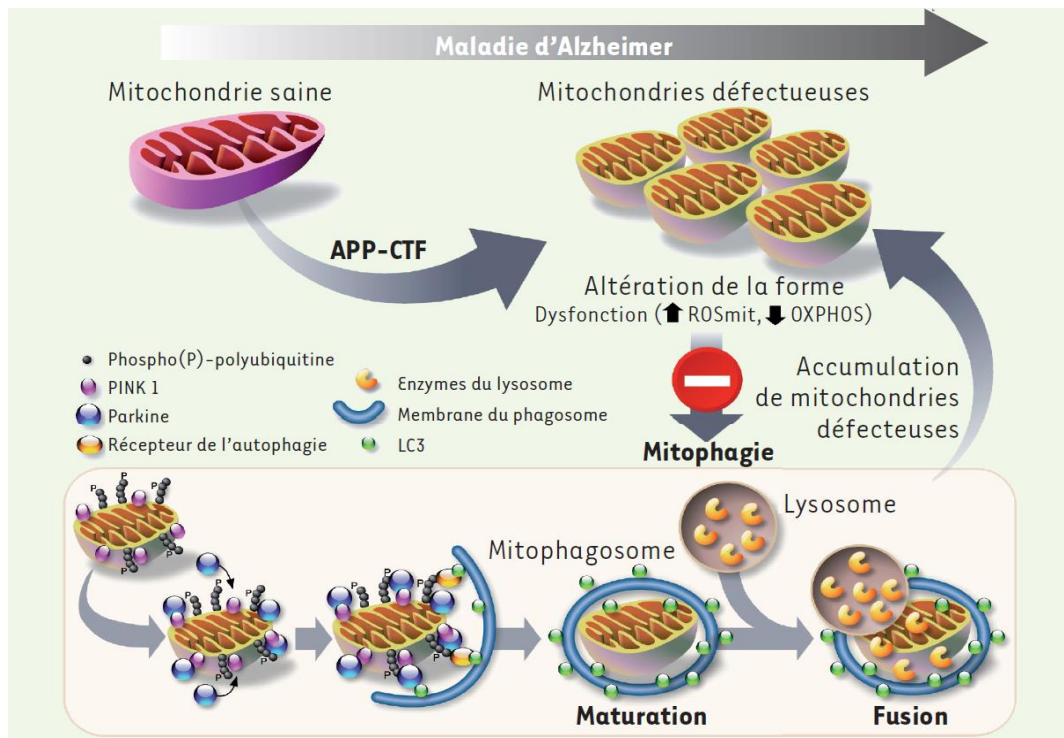 Maladie d'Alzheimer
Mitochondrie saine
Mitochondries défectueuses
APP-CTF
Altération de la forme
Dysfonction (⬆ ROSmit, ⬇ OXPHOS)
Phospho(P)-polyubiquitine
PINK 1
Parkine
Récepteur de l'autophagie
Enzymes du lysosome
Membrane du phagosome
LC3
Accumulation
de mitochondries
défecteuses
Mitophagie
P P P
P P
Lysosome
Mitophagosome
P P P
P
P P P
P
Maturation
Fusion